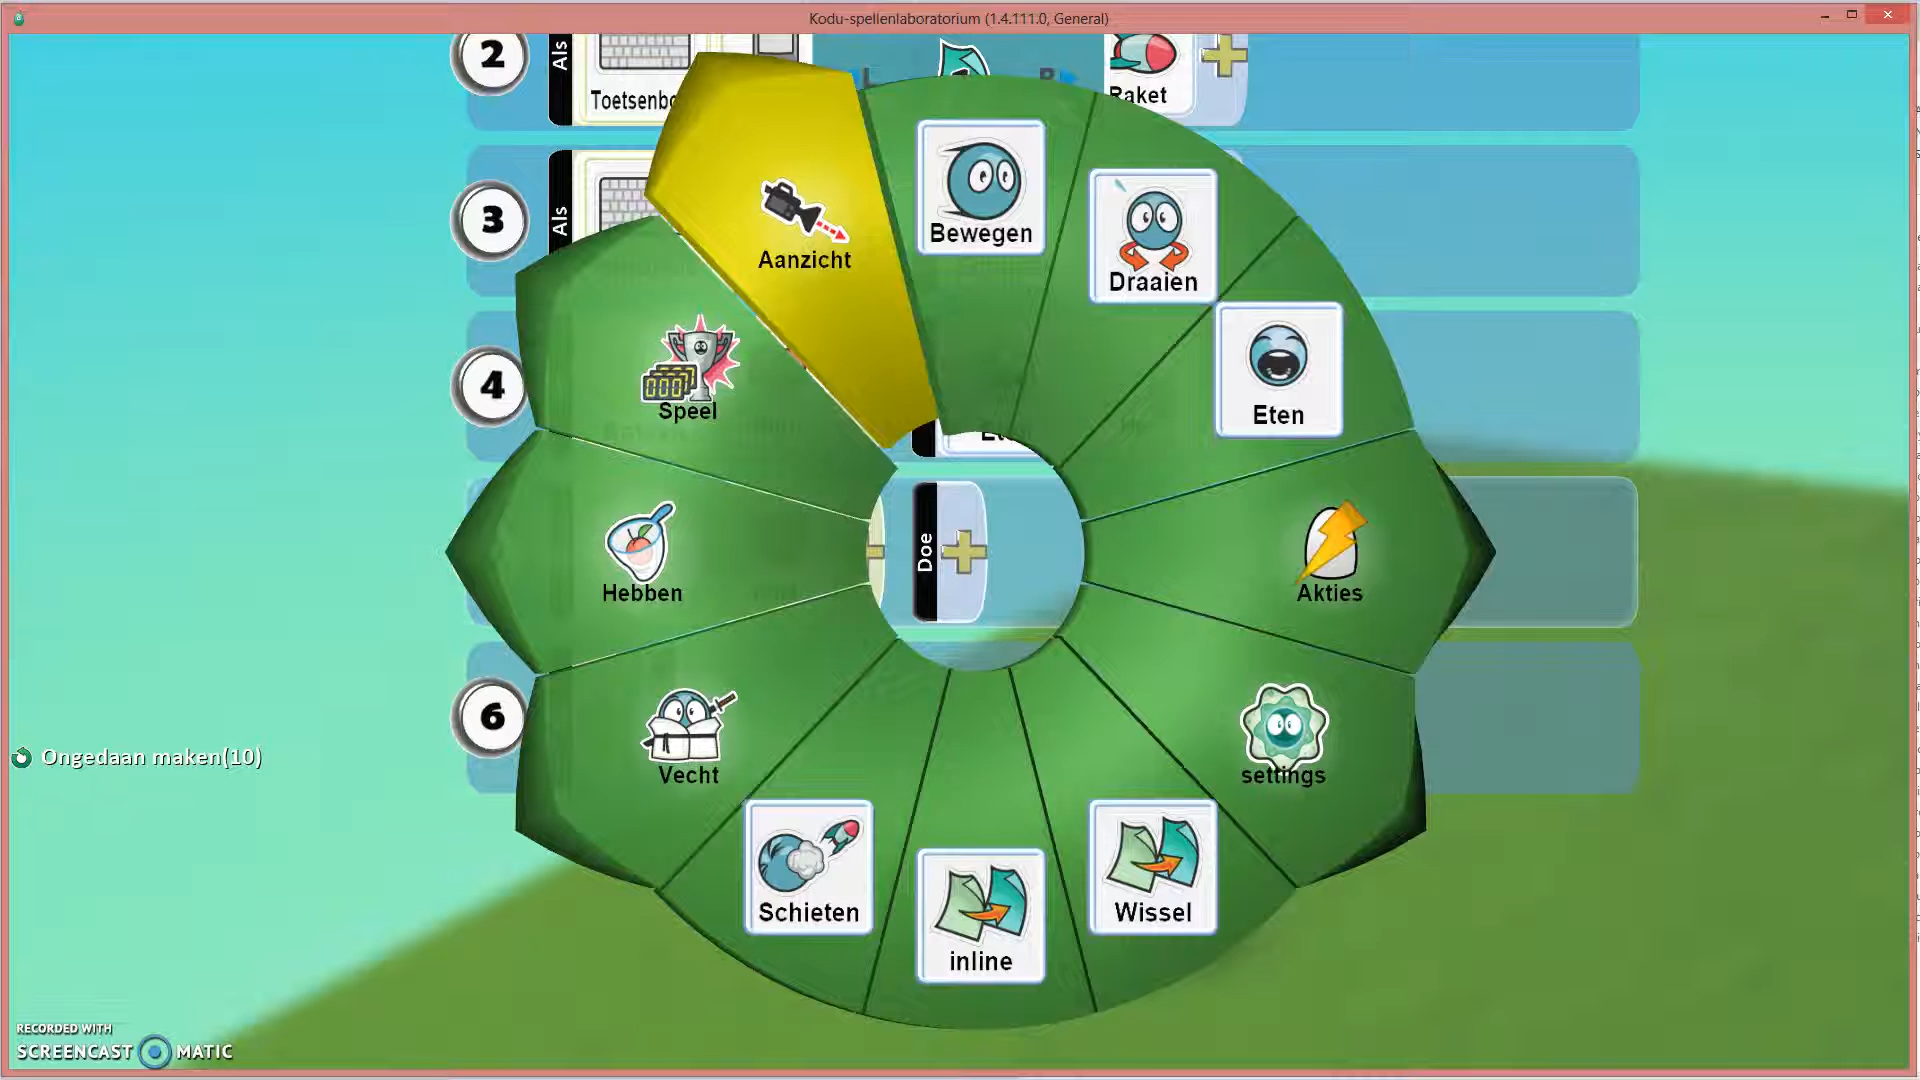 Kodu-spellenlaboratorium (1.4.111.0, General)
2
Als
Toetsenbo
L
R
Raket
3
Als
Aanzicht
Bewegen
Draaien
Eten
4
Speel
Hebben
Doe
Akties
6
Vecht
settings
Schieten
inline
Wissel
Ongedaan maken(10)
RECORDED WITH
SCREENCAST MATIC